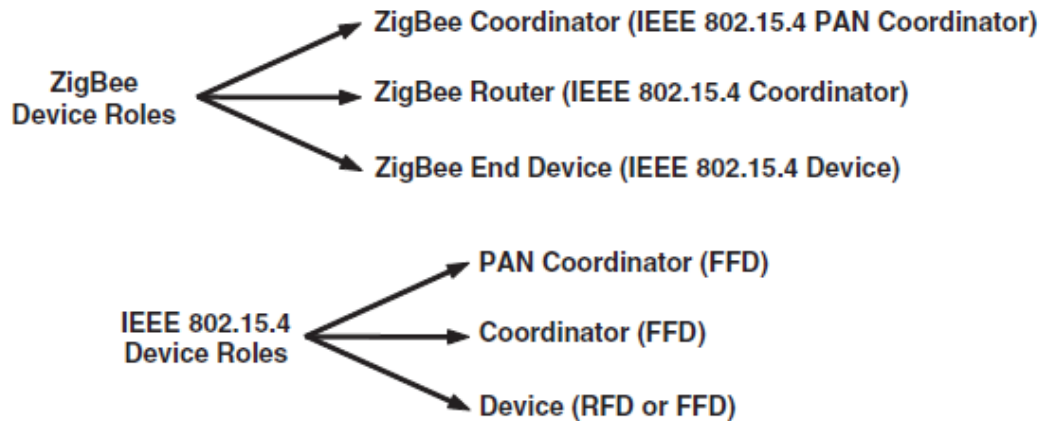 ZigBee Coordinator (IEEE 802.15.4 PAN Coordinator)
ZigBee
Device Roles
ZigBee Router (IEEE 802.15.4 Coordinator)
ZigBee End Device (IEEE 802.15.4 Device)
PAN Coordinator (FFD)
IEEE 802.15.4
Device Roles
Coordinator (FFD)
Device (RFD or FFD)